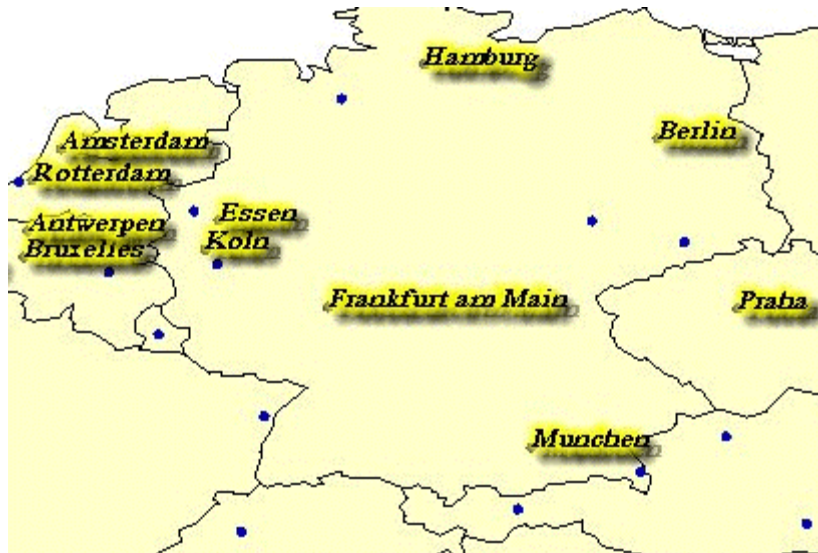 Hamburg
Berlin
Amsterdam
Rotterdam
Essen
Antwerpen
Koln
Bruxelles
Frankfurt am Main
Praha
Munchen